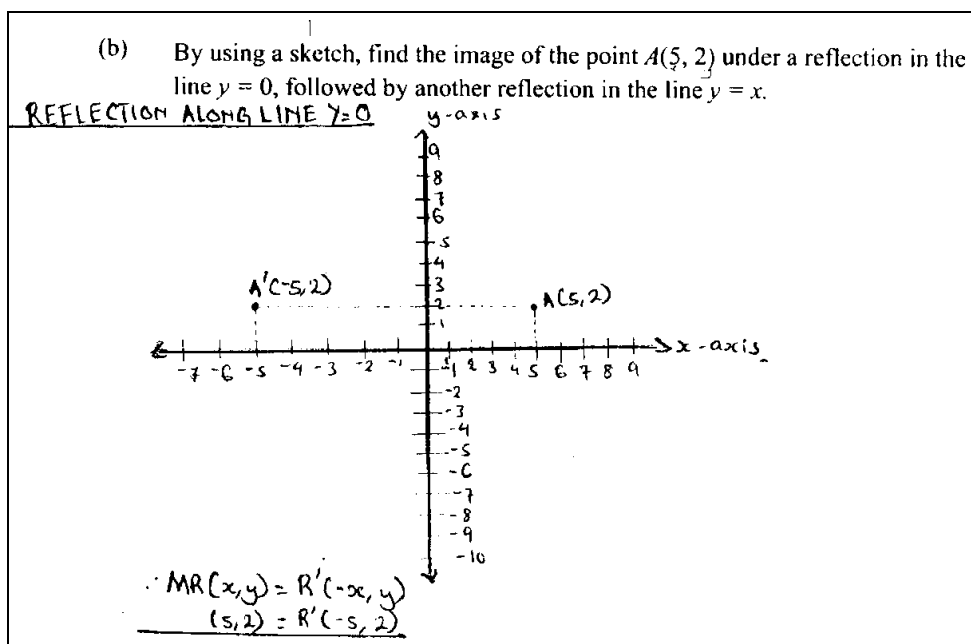 (b) By using a sketch, find the image of the point A(5, 2) under a reflection in the
line y = 0, followed by another reflection in the line y = x.
REFLECTION ALONG LINE Y=0
y-axis
9
8
7
6
5
4
A'(-5,2)
3
A(5,2)
2
1
x-axis
-7 -6 -5 -4 -3 -2 -1 1 2 3 4 5 6 7 8 9
-2
-3
-4
-5
-6
-7
-8
-9
-10
∴ MR(x,y) = R'(-x, y)
(5,2) = R'(-5, 2)